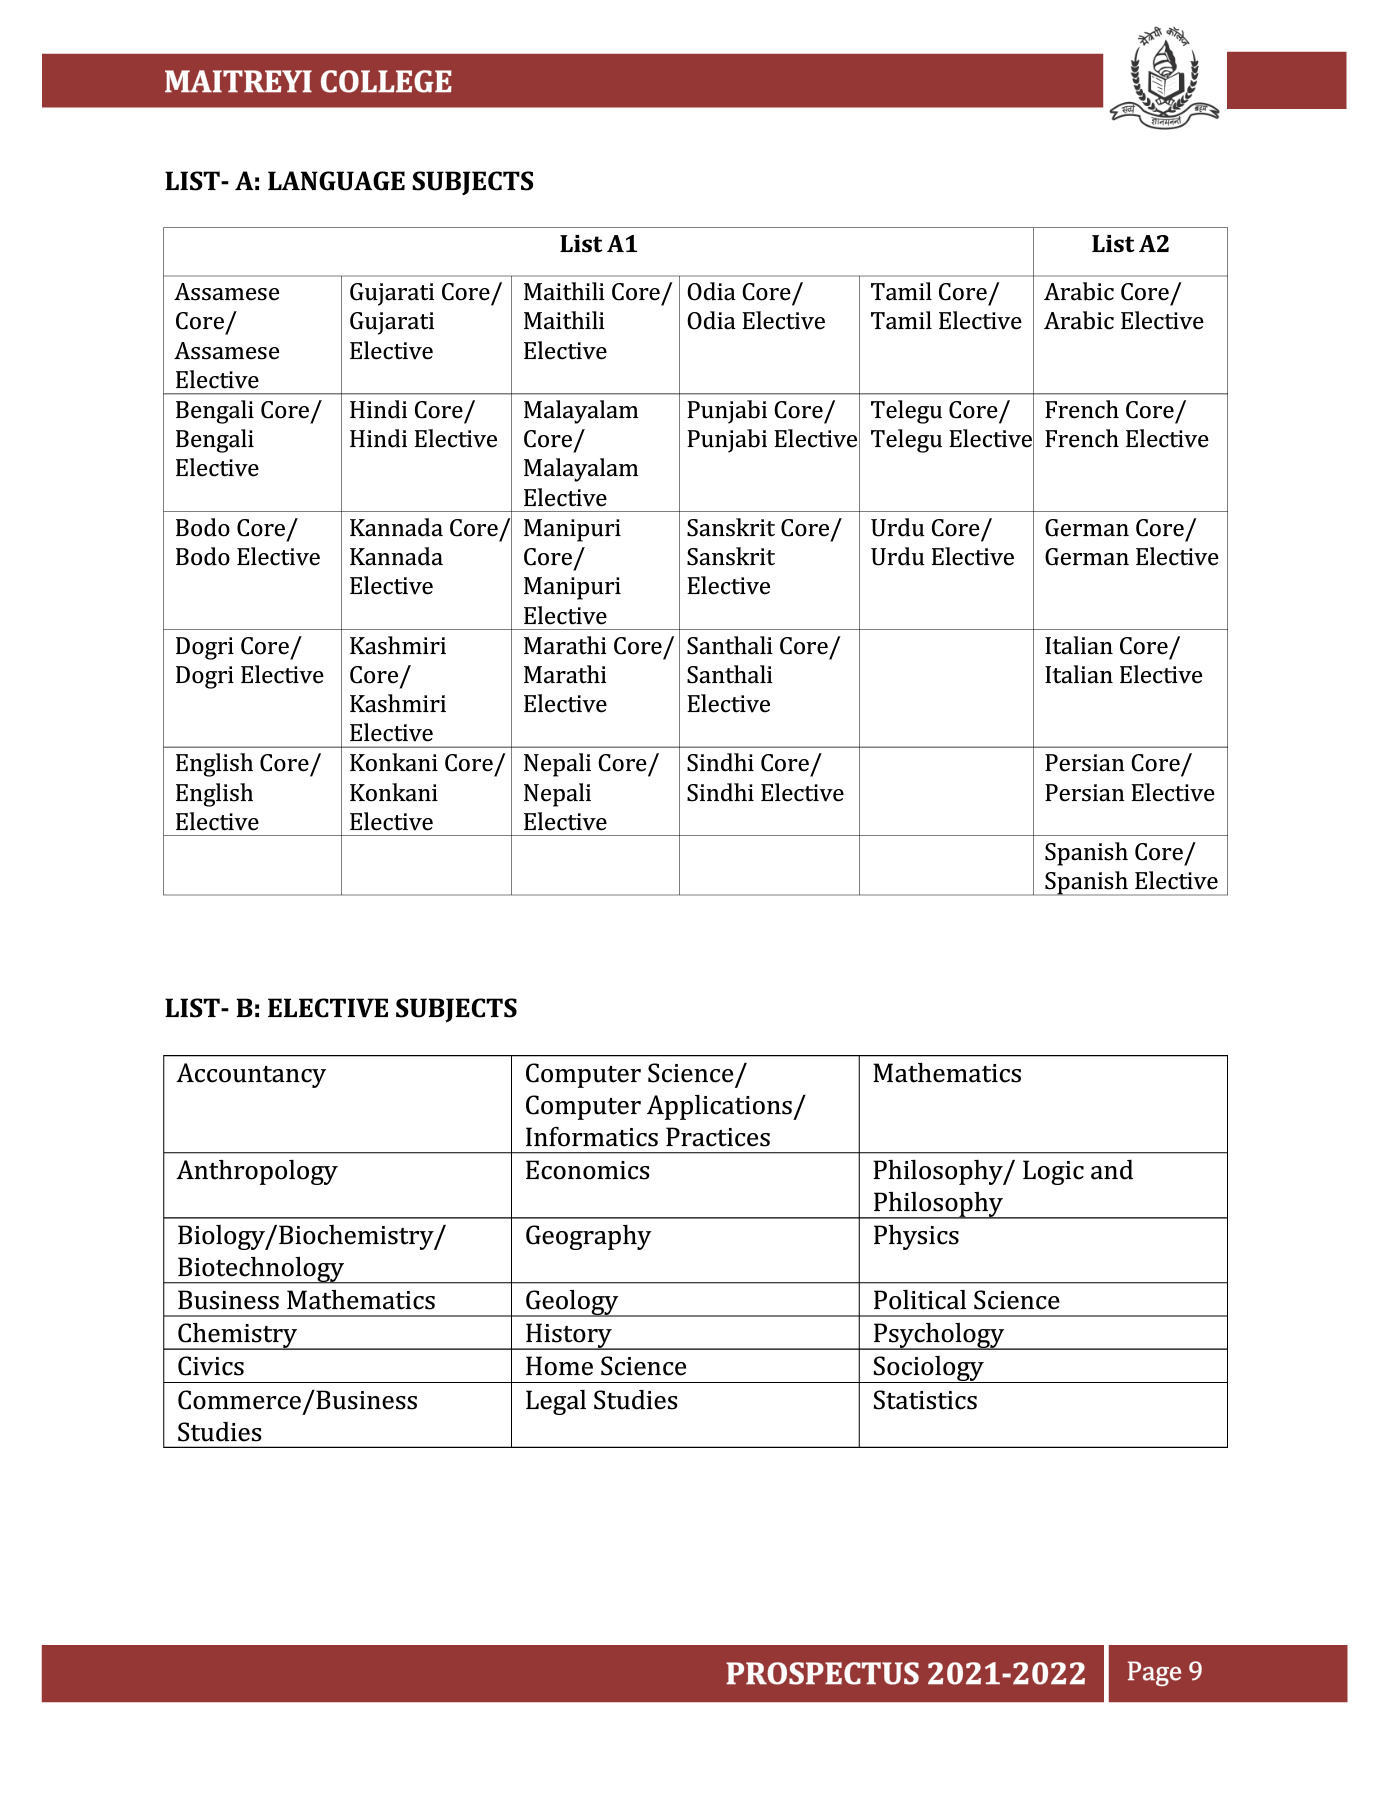 मैत्रेयी कॉलेज
MAITREYI COLLEGE
सत्यं
ज्ञानमनन्तं
ब्रह्म
LIST- A: LANGUAGE SUBJECTS
List A1
List A2
Assamese
Core/
Assamese
Elective
Gujarati Core/
Gujarati
Elective
Maithili Core/
Maithili
Elective
Odia Core/
Odia Elective
Tamil Core/
Tamil Elective
Arabic Core/
Arabic Elective
Bengali Core/
Bengali
Elective
Hindi Core/
Hindi Elective
Malayalam
Core/
Malayalam
Elective
Punjabi Core/
Punjabi Elective
Telegu Core/
Telegu Elective
French Core/
French Elective
Bodo Core/
Bodo Elective
Kannada Core/
Kannada
Elective
Manipuri
Core/
Manipuri
Elective
Sanskrit Core/
Sanskrit
Elective
Urdu Core/
Urdu Elective
German Core/
German Elective
Dogri Core/
Dogri Elective
Kashmiri
Core/
Kashmiri
Elective
Marathi Core/
Marathi
Elective
Santhali Core/
Santhali
Elective
Italian Core/
Italian Elective
English Core/
English
Elective
Konkani Core/
Konkani
Elective
Nepali Core/
Nepali
Elective
Sindhi Core/
Sindhi Elective
Persian Core/
Persian Elective
Spanish Core/
Spanish Elective
LIST- B: ELECTIVE SUBJECTS
Accountancy
Computer Science/
Computer Applications/
Informatics Practices
Mathematics
Anthropology
Economics
Philosophy/ Logic and
Philosophy
Biology/Biochemistry/
Biotechnology
Geography
Physics
Business Mathematics
Geology
Political Science
Chemistry
History
Psychology
Civics
Home Science
Sociology
Commerce/Business
Studies
Legal Studies
Statistics
PROSPECTUS 2021-2022
Page 9